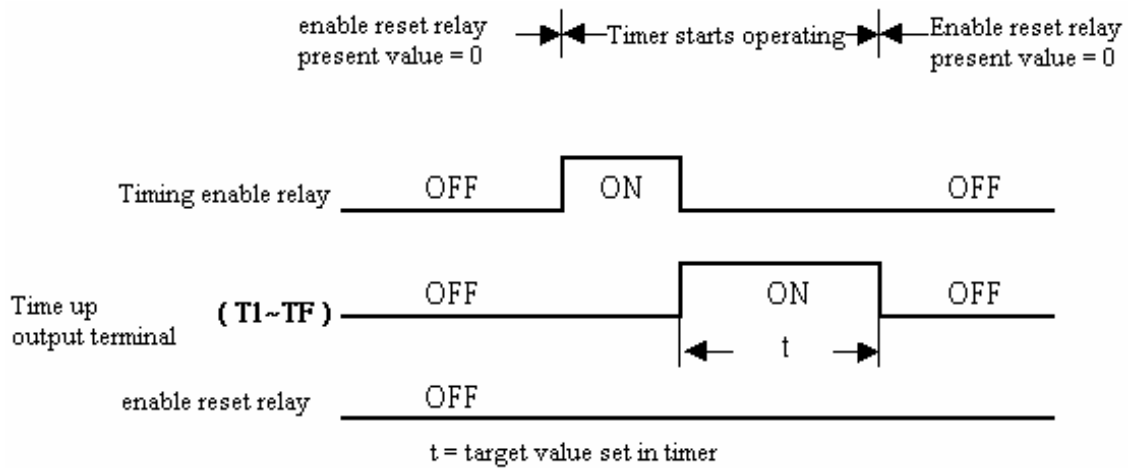 enable reset relay
present value = 0
Timer starts operating
Enable reset relay
present value = 0
Timing enable relay
OFF
ON
OFF
Time up
output terminal
( T1~TF )
OFF
ON
OFF
t
enable reset relay
OFF
t = target value set in timer